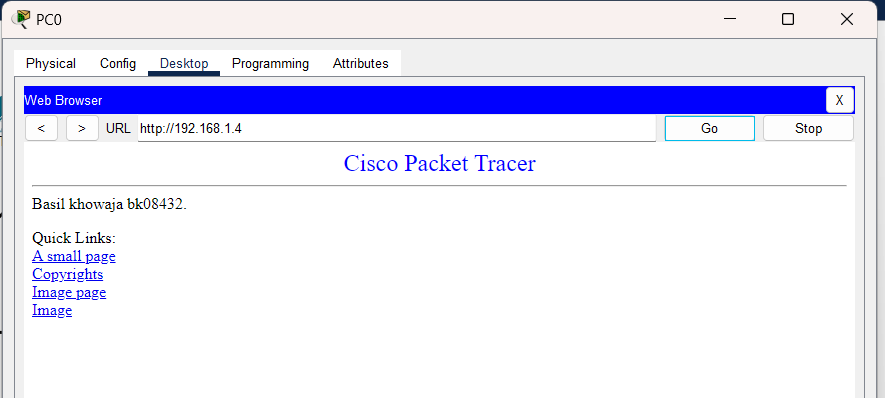 PC0
Physical Config Desktop Programming Attributes
Web Browser X
< > URL http://192.168.1.4 Go Stop
Cisco Packet Tracer
Basil khowaja bk08432.
Quick Links:
A small page
Copyrights
Image page
Image